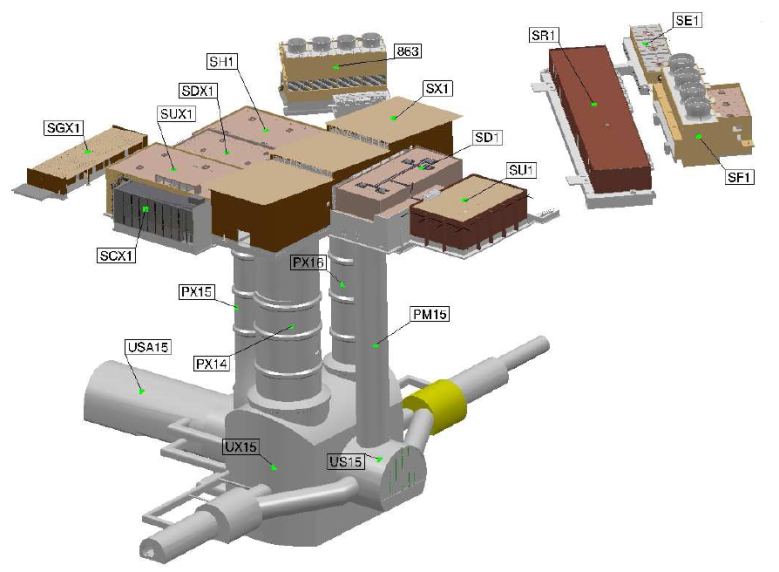 SR1
SE1
863
SH1
SDX1
SX1
SUX1
SGX1
SD1
SU1
SF1
SCX1
PX16
PX15
PM15
USA15
PX14
UX15
US15